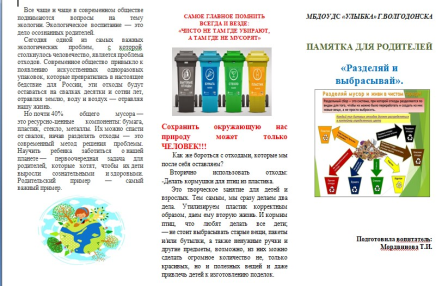 Все чаще и чаще в современном обществе
поднимаются вопросы на тему
экологии. Экологическое воспитание — это
дело осознанных родителей.
Сегодня одной из самых важных
экологических проблем, с которой
столкнулось человечество, является проблема
отходов. Современное общество привыкло к
появлению искусственных одноразовых
упаковок, которые превратились в настоящее
бедствие для России, эти отходы будут
оставаться на свалках десятки и сотни лет,
отравляя землю, воду и воздух — отравляя
нашу жизнь.
Но почти 40% общего мусора—
это ресурсно-ценные компоненты: бумага,
пластик, стекло, металлы. Их можно спасти
от свалки, начав разделять отходы — это
современный метод решения проблемы.
Научить ребенка заботиться о нашей
планете — первоочередная задача для
родителей, которые хотят, чтобы их дети
выросли сознательными и здоровыми.
Родительский пример — самый
важный пример.
САМОЕ ГЛАВНОЕ ПОМНИТЬ
ВСЕГДА И ВЕЗДЕ:
«ЧИСТО НЕ ТАМ ГДЕ УБИРАЮТ,
А ТАМ ГДЕ НЕ МУСОРЯТ»
Сохранить окружающую нас
природу может только
ЧЕЛОВЕК!!!
Как же бороться с отходами, которые мы
после себя оставляем?
Вторично использовать отходы:
-Делать кормушки для птиц из пластика.
Это творческое занятие для детей и
взрослых. Тем самым, мы сразу делаем два
дела. Утилизируем пластик корректным
образом, даем ему вторую жизнь. И кормим
птиц, что любят делать все дети;
— не стоит выбрасывать старые вещи, пакеты
и/или бутылки, а также ненужные ручки и
другие предметы, возможно, из них можно
сделать огромное количество не, только
красивых, но и полезных вещей и даже
привлечь детей к изготовлению поделок.
МБДОУ ДС «УЛЫБКА» Г.ВОЛГОДОНСКА
ПАМЯТКА ДЛЯ РОДИТЕЛЕЙ
«Разделяй и
выбрасывай».
Разделяй мусор и живи в чистом
Подготовила воспитатель:
Мордвинова Т.И.